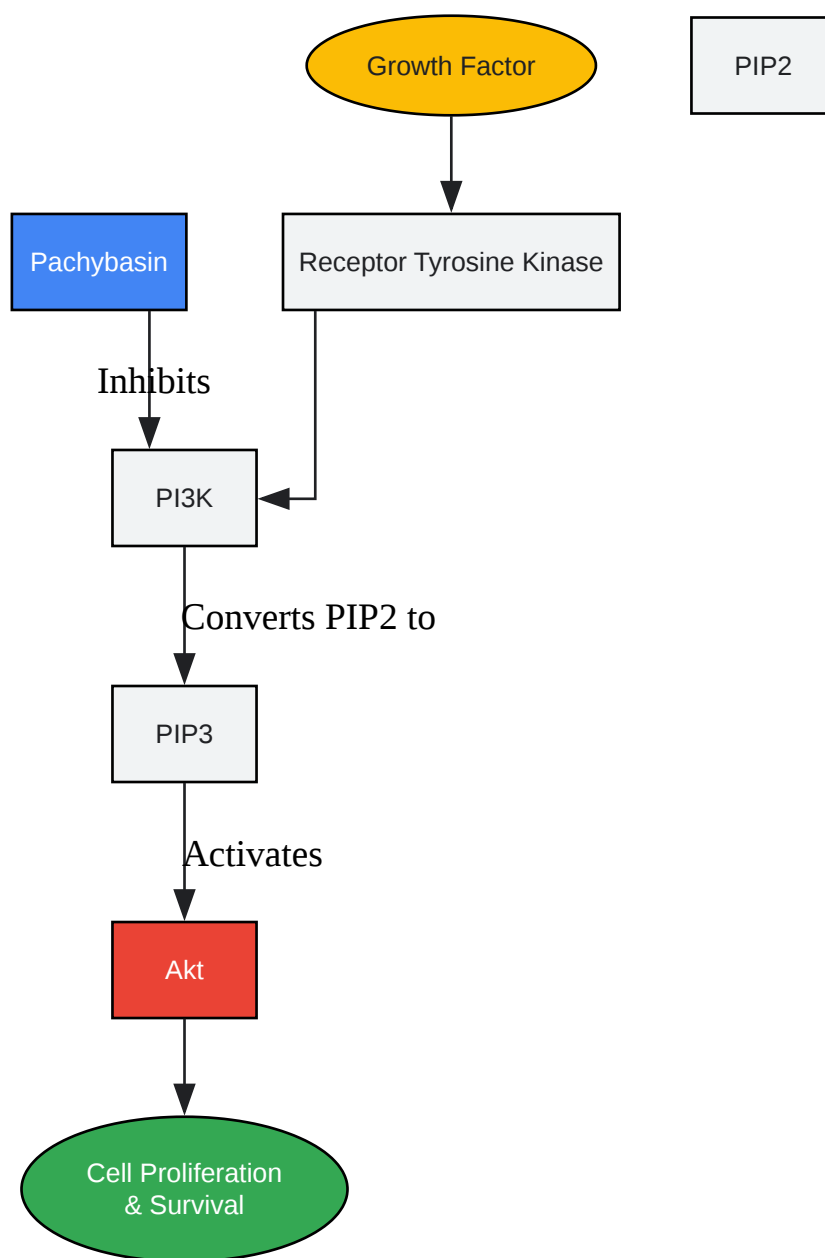 Growth Factor
PIP2
Pachybasin
Receptor Tyrosine Kinase
Inhibits
PI3K
Converts PIP2 to
PIP3
Activates
Akt
Cell Proliferation
& Survival